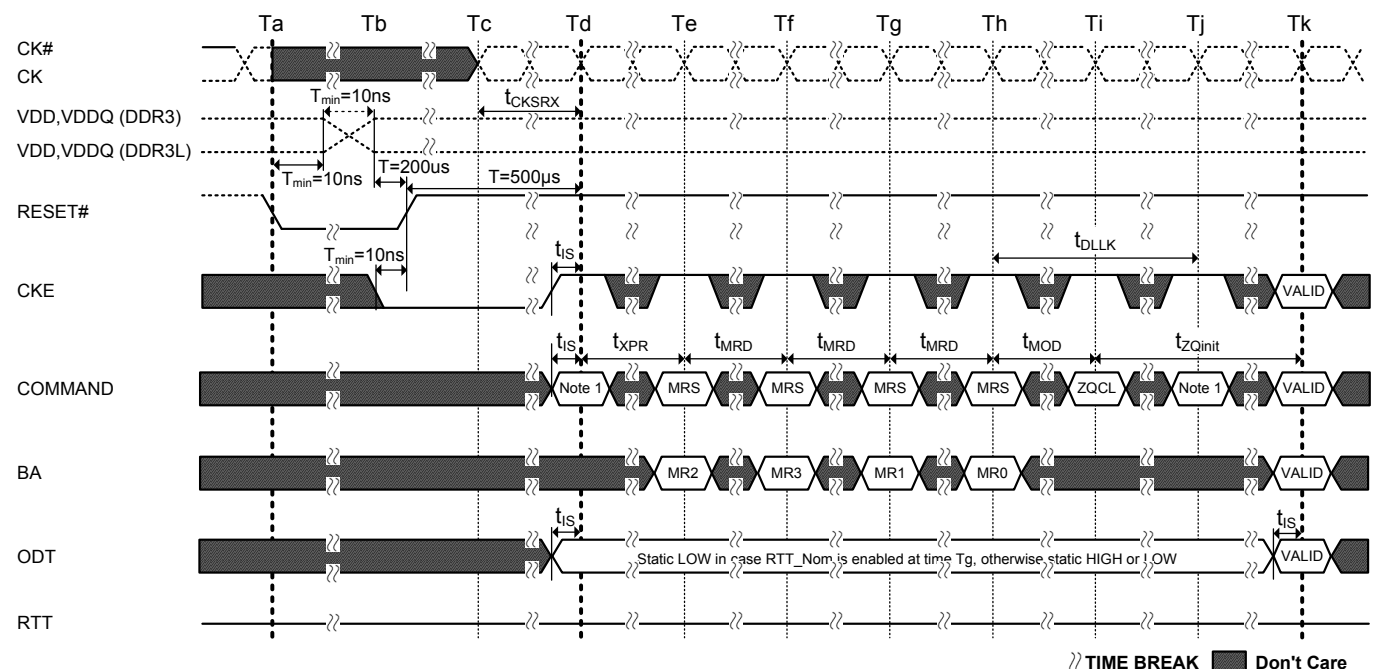 Ta Tb Tc Td Te Tf Tg Th Ti Tj Tk
CK#
CK
Tmin=10ns
tCKSRX
VDD,VDDQ (DDR3)
VDD,VDDQ (DDR3L)
Tmin=10ns
T=200us
T=500µs
RESET#
Tmin=10ns
tIS
tDLLK
CKE
VALID
tIS tXPR tMRD tMRD tMRD tMOD tZQinit
COMMAND
Note 1 MRS MRS MRS MRS ZQCL Note 1 VALID
BA
MR2 MR3 MR1 MR0 VALID
tIS
tIS
ODT
Static LOW in case RTT_Nom is enabled at time Tg, otherwise static HIGH or LOW
VALID
RTT
TIME BREAK
Don't Care